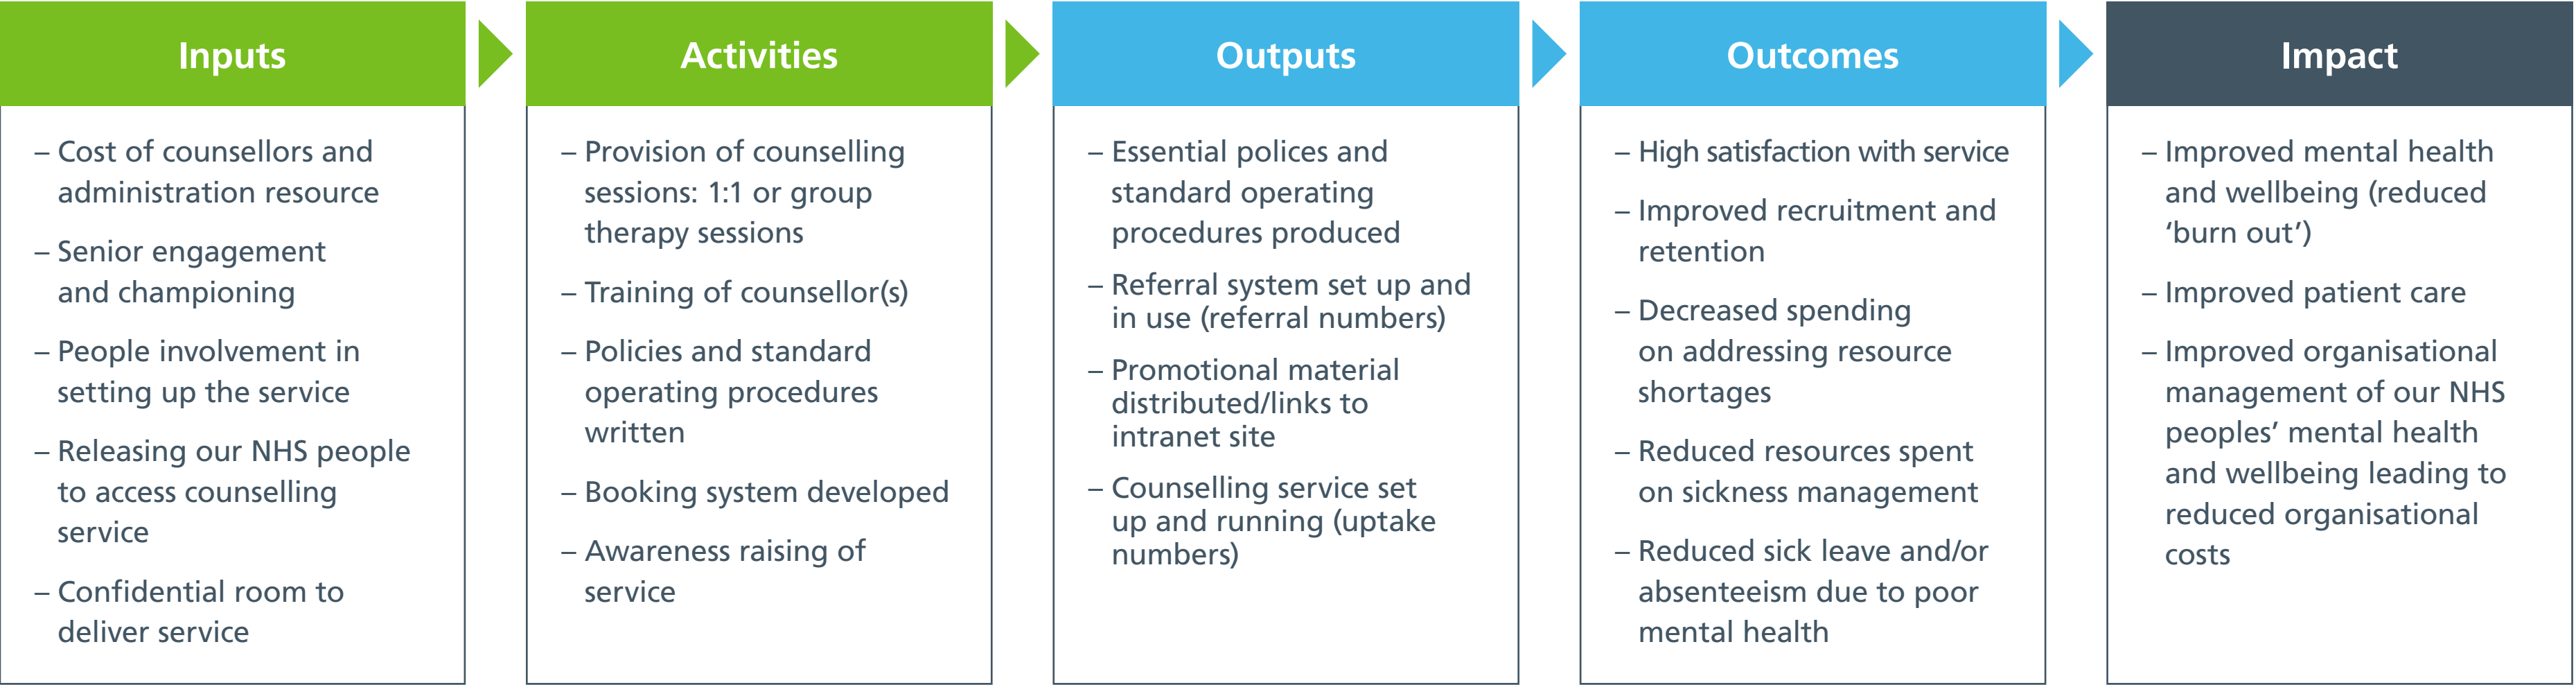 Inputs
– Cost of counsellors and
administration resource
– Senior engagement
and championing
– People involvement in
setting up the service
– Releasing our NHS people
to access counselling
service
– Confidential room to
deliver service
Activities
– Provision of counselling
sessions: 1:1 or group
therapy sessions
– Training of counsellor(s)
– Policies and standard
operating procedures
written
– Booking system developed
– Awareness raising of
service
Outputs
– Essential polices and
standard operating
procedures produced
– Referral system set up and
in use (referral numbers)
– Promotional material
distributed/links to
intranet site
– Counselling service set
up and running (uptake
numbers)
Outcomes
– High satisfaction with service
– Improved recruitment and
retention
– Decreased spending
on addressing resource
shortages
– Reduced resources spent
on sickness management
– Reduced sick leave and/or
absenteeism due to poor
mental health
Impact
– Improved mental health
and wellbeing (reduced
‘burn out’)
– Improved patient care
– Improved organisational
management of our NHS
peoples’ mental health
and wellbeing leading to
reduced organisational
costs